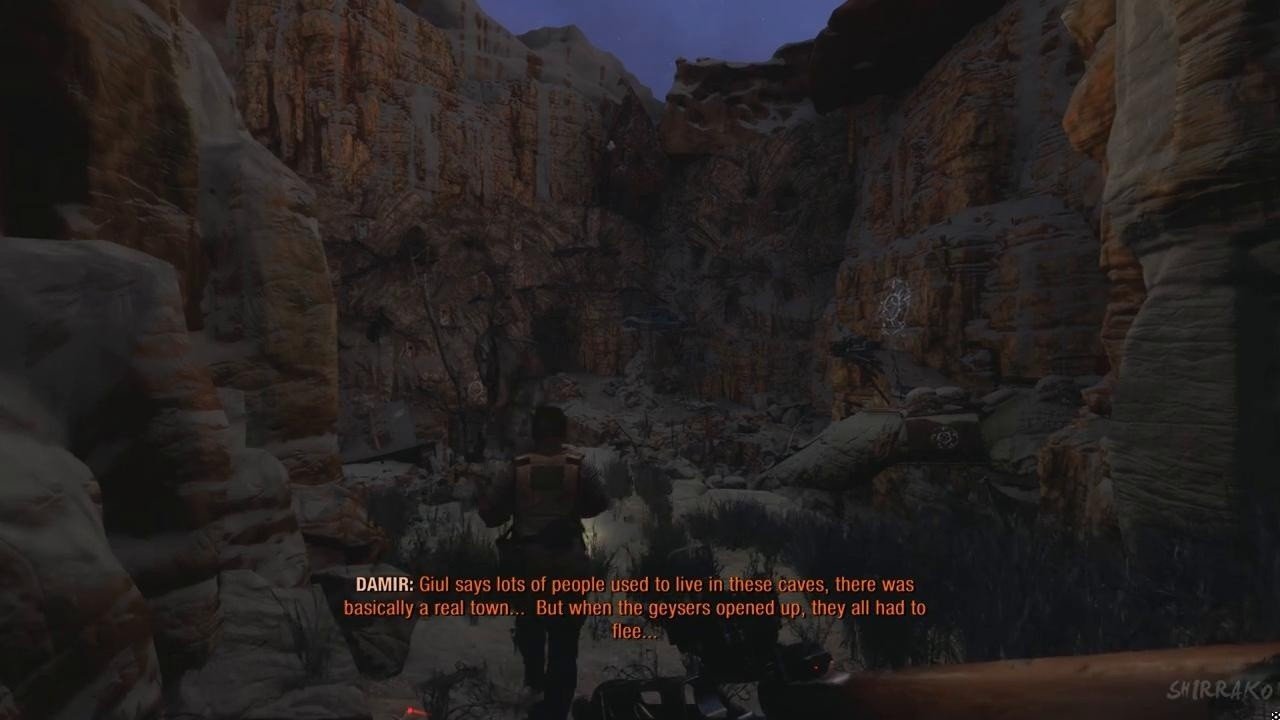 DAMIR: Giul says lots of people used to live in these caves, there was
basically a real town... But when the geysers opened up, they all had to
flee...
SHIRRAKO